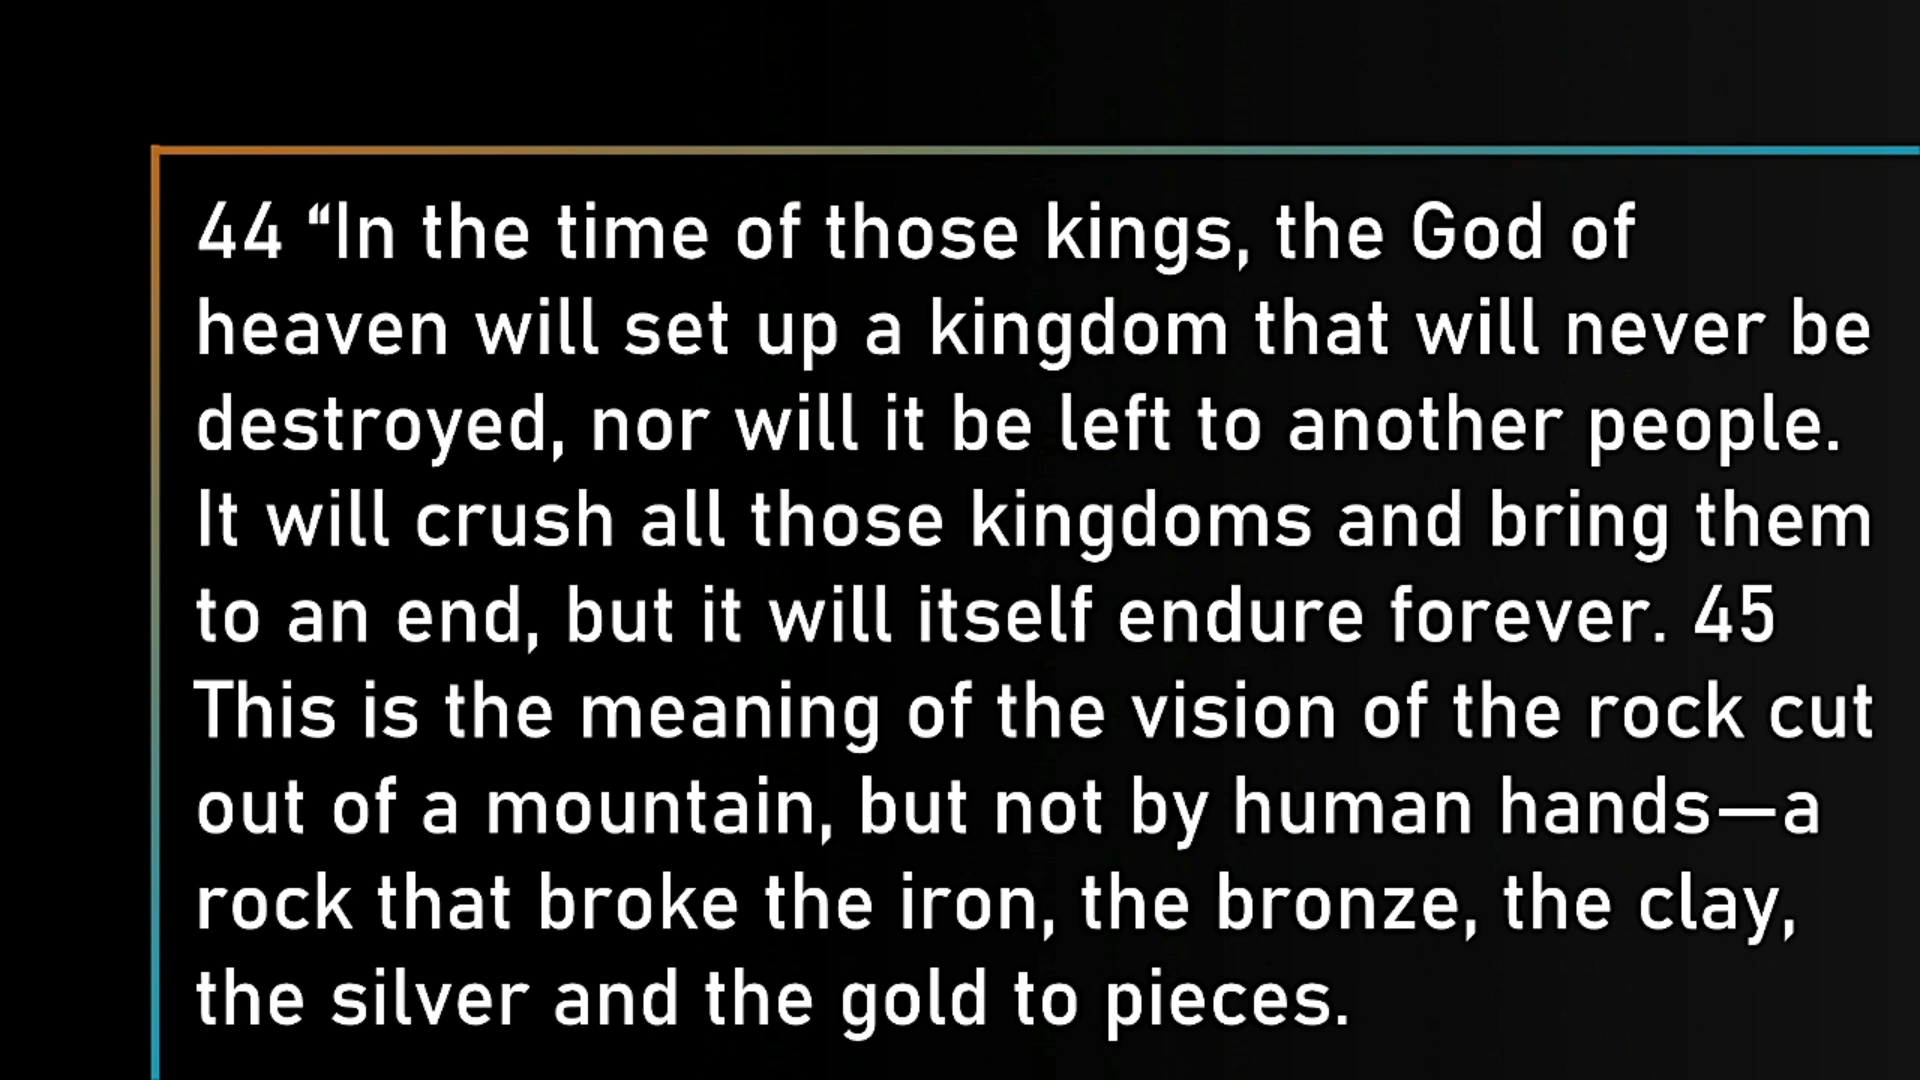 44 “In the time of those kings, the God of
heaven will set up a kingdom that will never be
destroyed, nor will it be left to another people.
It will crush all those kingdoms and bring them
to an end, but it will itself endure forever. 45
This is the meaning of the vision of the rock cut
out of a mountain, but not by human hands—a
rock that broke the iron, the bronze, the clay,
the silver and the gold to pieces.